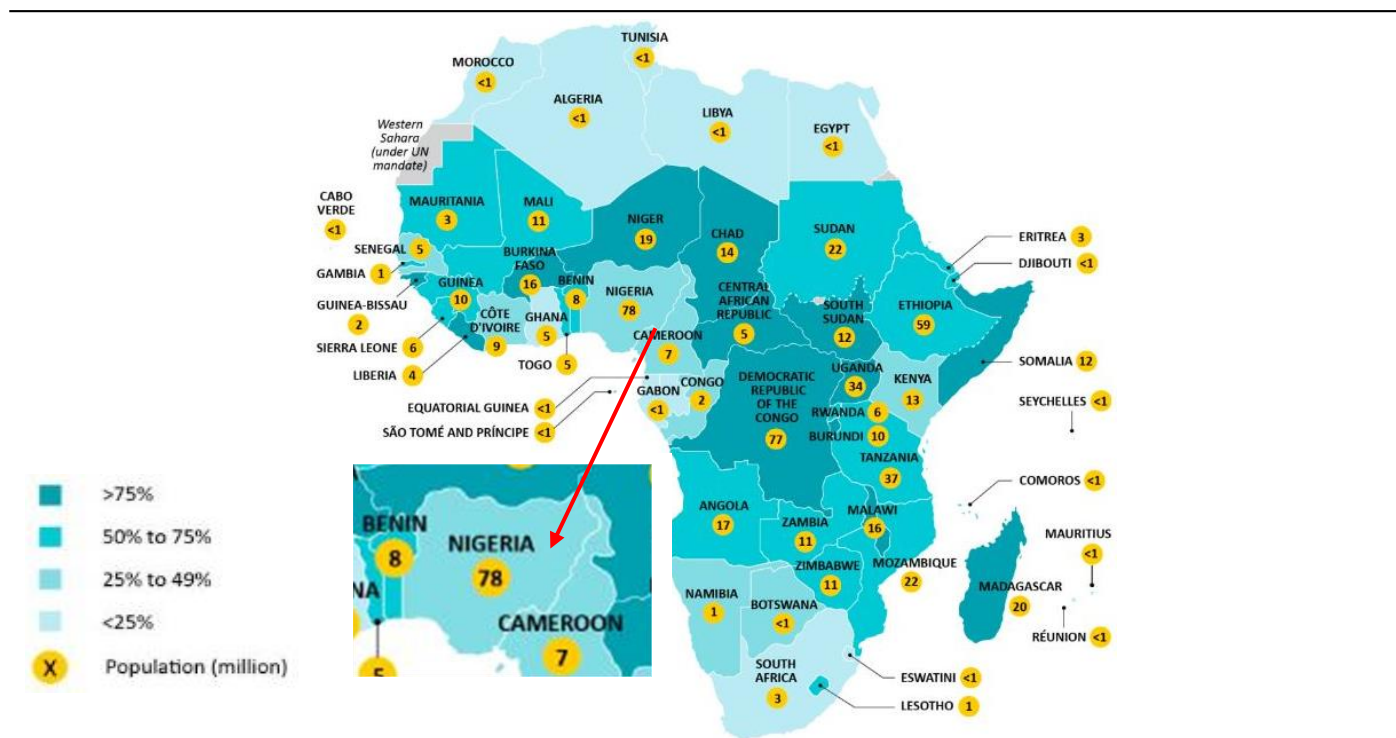 TUNISIA
<1
MOROCCO
<1
ALGERIA
<1
LIBYA
<1
EGYPT
<1
Western
Sahara
(under UN
mandate)
CABO
VERDE
<1
MAURITANIA
3
MALI
11
NIGER
19
CHAD
14
SUDAN
22
ERITREA 3
DJIBOUTI <1
SENEGAL 5
GAMBIA 1
GUINEA-BISSAU
2
GUINEA
10
BURKINA
FASO
16
BENIN
8
NIGERIA
78
CENTRAL
AFRICAN
REPUBLIC
5
SOUTH
SUDAN
12
ETHIOPIA
59
CÔTE
D'IVOIRE
9
GHANA
5
SIERRA LEONE 6
LIBERIA 4
TOGO 5
CAMEROON
7
SOMALIA 12
UGANDA
34
KENYA
13
EQUATORIAL GUINEA <1
SÃO TOMÉ AND PRÍNCIPE <1
GABON
<1
CONGO
2
DEMOCRATIC
REPUBLIC
OF THE
CONGO
77
RWANDA 6
BURUNDI 10
SEYCHELLES <1
TANZANIA
37
COMOROS <1
ANGOLA
17
ZAMBIA
11
MALAWI
16
MAURITIUS
<1
ZIMBABWE
11
MOZAMBIQUE
22
MADAGASCAR
20
NAMIBIA
1
BOTSWANA
<1
RÉUNION <1
SOUTH
AFRICA
3
ESWATINI <1
LESOTHO 1
>75%
50% to 75%
25% to 49%
<25%
X Population (million)
BENIN
8
NIGERIA
78
NA
CAMEROON
7
5